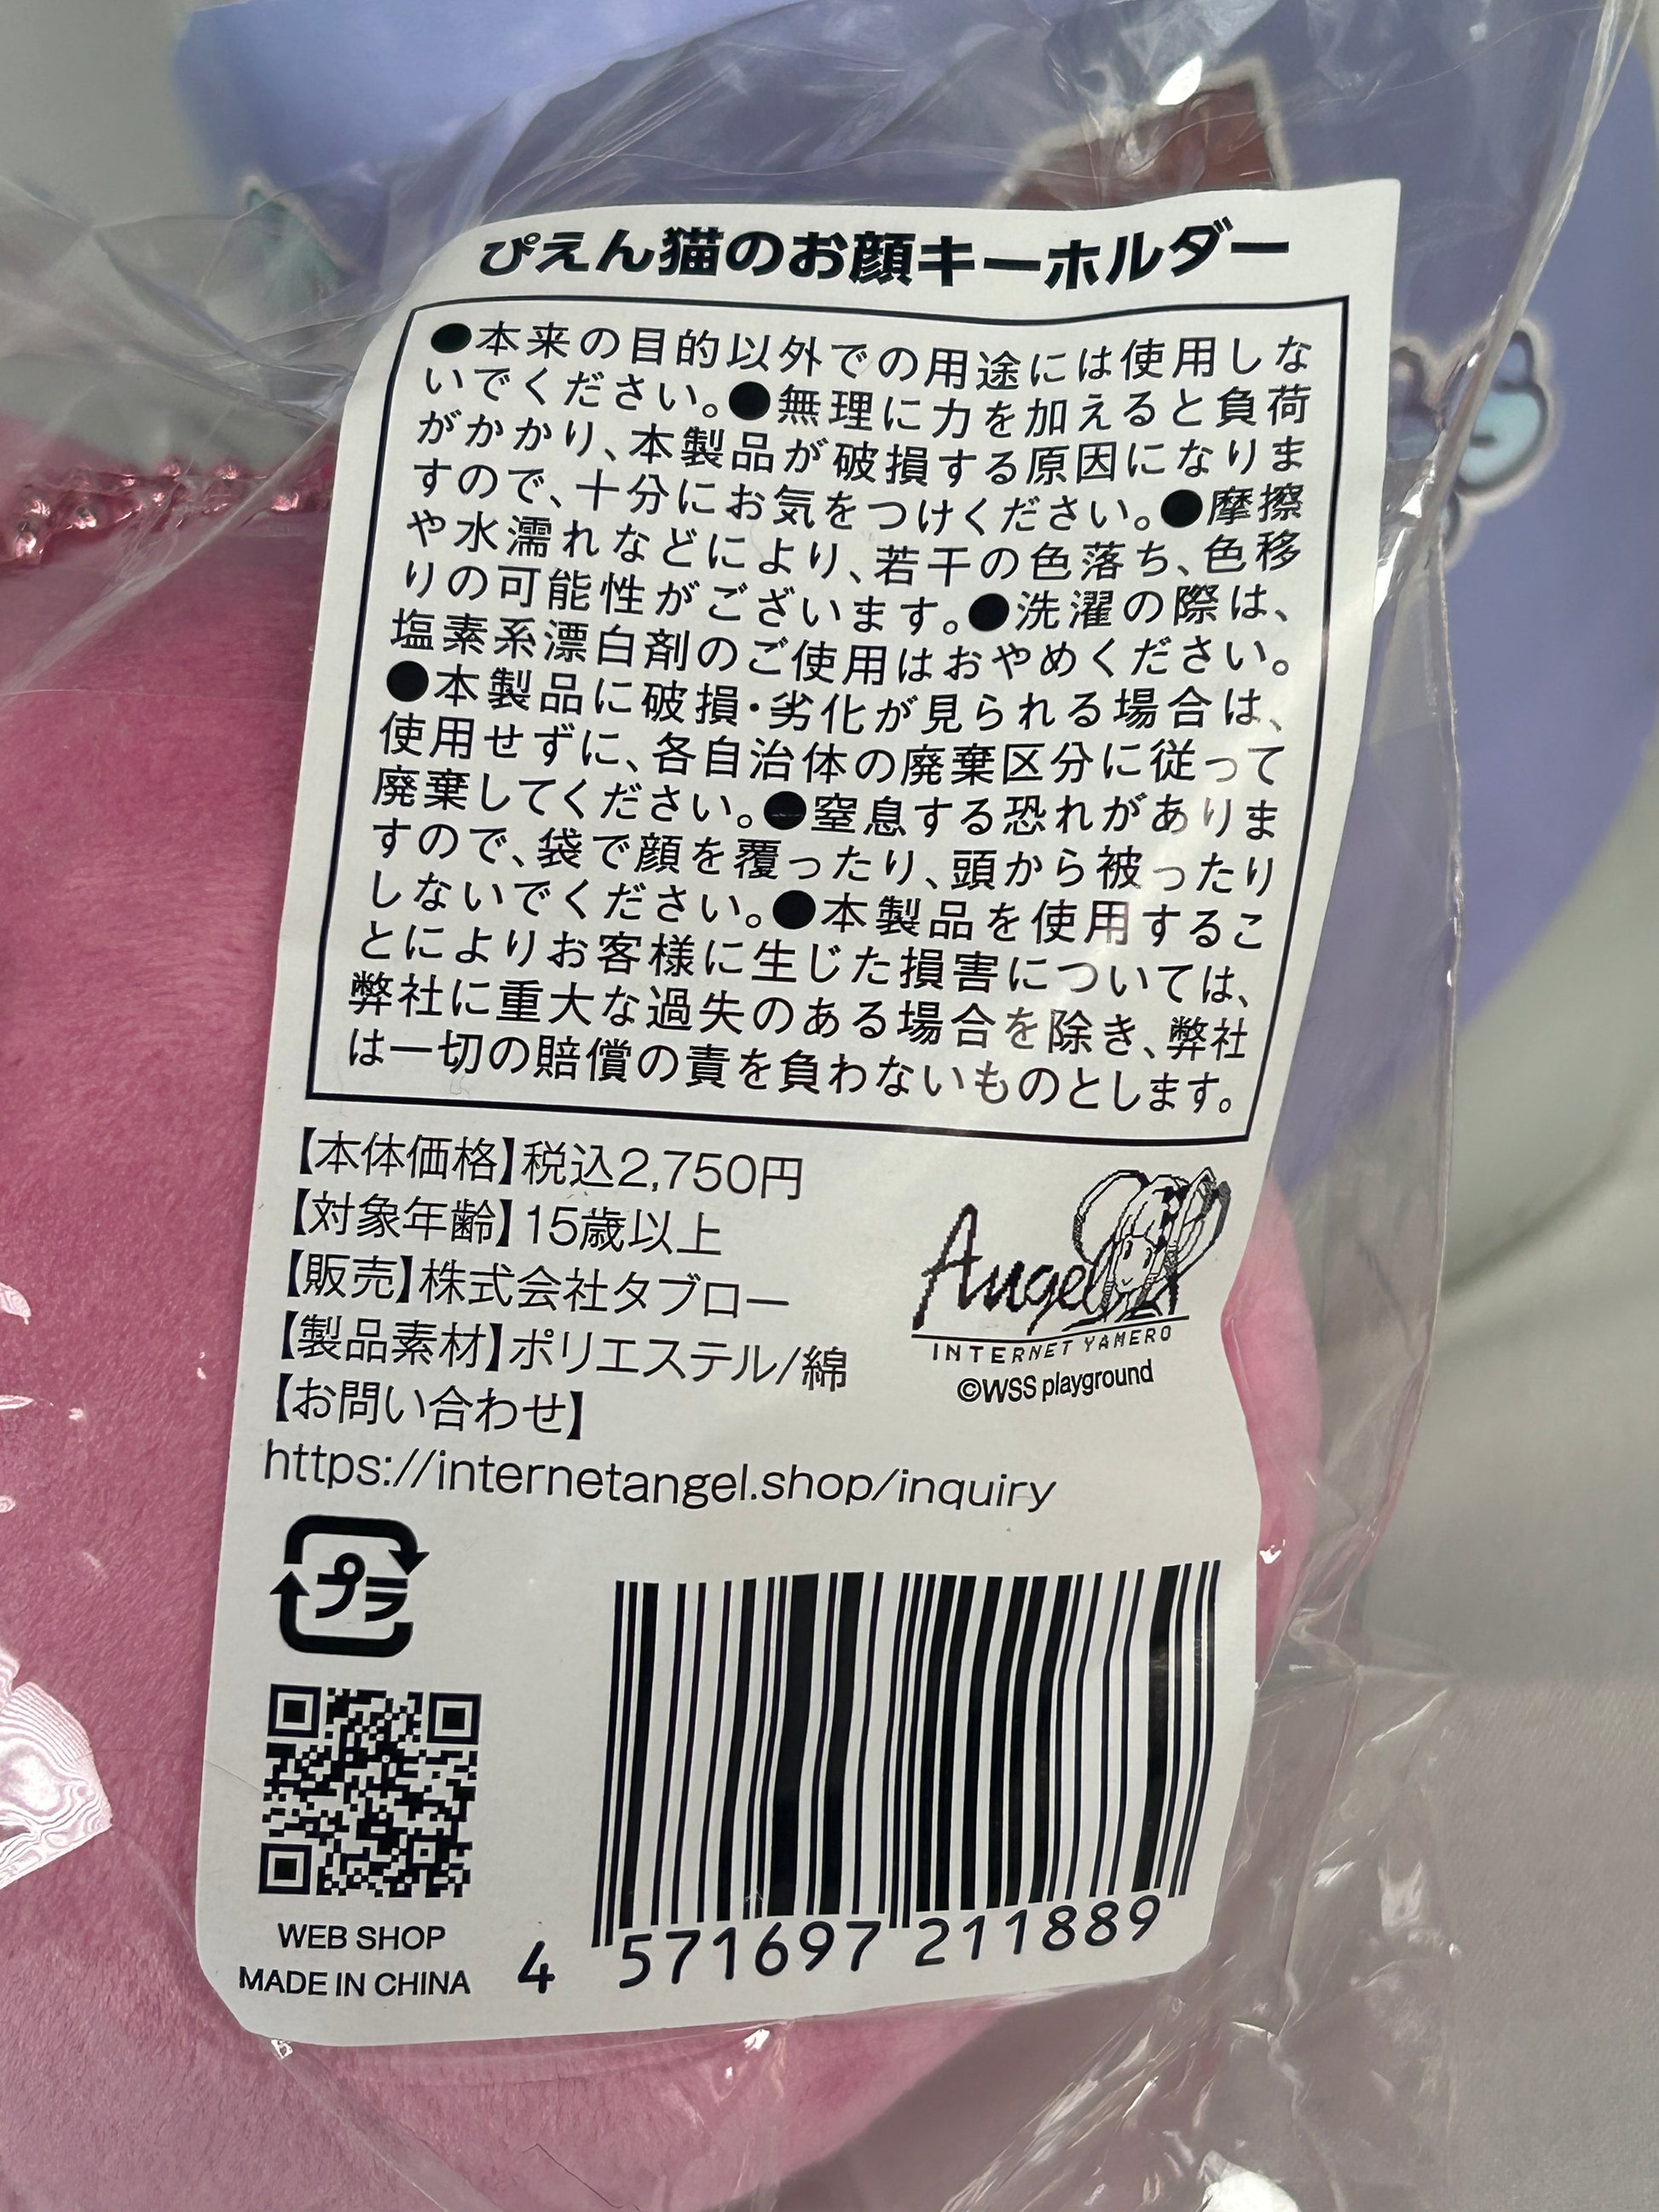 ぴえん猫のお顔キーホルダー
●本来の目的以外での用途には使用しな
いでください。●無理に力を加えると負荷
がかかり、本製品が破損する原因になりま
すので、十分にお気をつけください。●摩擦
や水濡れなどにより、若干の色落ち、色移
りの可能性がございます。●洗濯の際は、
塩素系漂白剤のご使用はおやめください。
●本製品に破損・劣化が見られる場合は、
使用せずに、各自治体の廃棄区分に従って
廃棄してください。●窒息する恐れがありま
すので、袋で顔を覆ったり、頭から被ったり
しないでください。●本製品を使用するこ
とによりお客様に生じた損害については、
弊社に重大な過失のある場合を除き、弊社
は一切の賠償の責を負わないものとします。
【本体価格】税込2,750円
【対象年齢】15歳以上
【販売】株式会社タブロー
【製品素材】ポリエステル/綿
【お問い合わせ】
https://internetangel.shop/inquiry
Angel
INTERNET YAMERO
©WSS playground
プラ
WEB SHOP
MADE IN CHINA
4 571697 211889